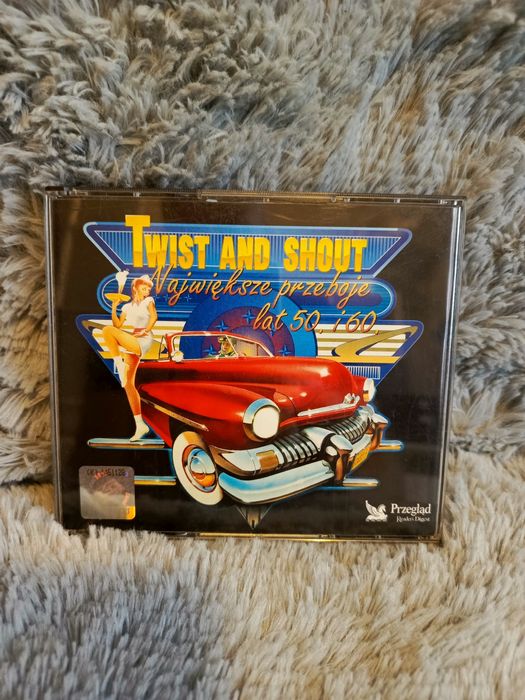 TWIST AND SHOUT
Największe przeboje
lat 50. i 60.
Przegląd
Reader's Digest